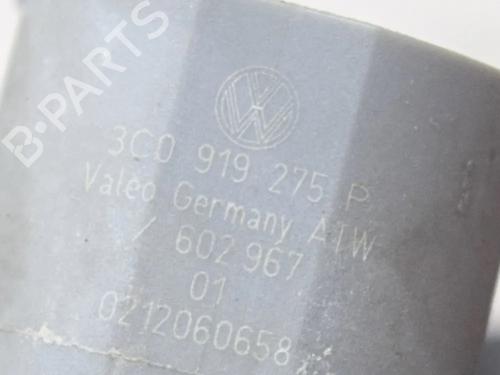 B-PARTS
3C0 919 275 P
Valeo Germany ATW
/ 602 967
01
0212060658